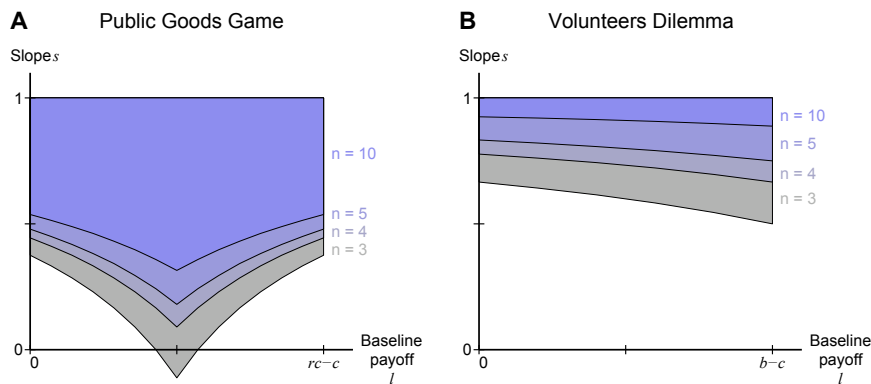 A Public Goods Game
Slope s
1
0
0
rc−c
Baseline
payoff
l
n = 10
n = 5
n = 4
n = 3
B Volunteers Dilemma
Slope s
1
0
0
b−c
Baseline
payoff
l
n = 10
n = 5
n = 4
n = 3